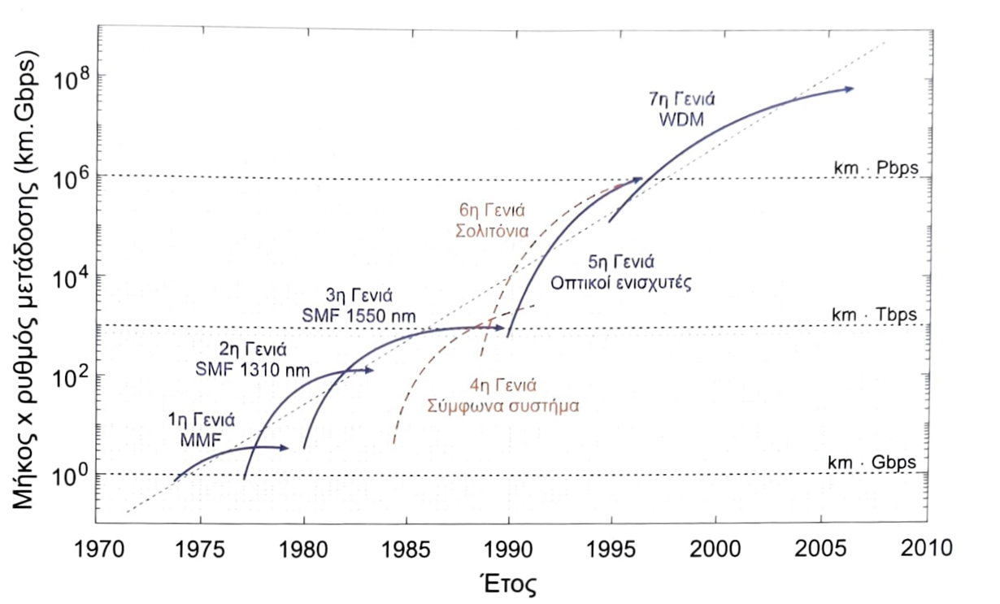 Μήκος x ρυθμός μετάδοσης (km.Gbps)
10⁸
10⁶
10⁴
10²
10⁰
7η Γενιά
WDM
km · Pbps
6η Γενιά
Σολιτόνια
5η Γενιά
Οπτικοί ενισχυτές
3η Γενιά
SMF 1550 nm
km · Tbps
2η Γενιά
SMF 1310 nm
4η Γενιά
Σύμφωνα συστήμα
1η Γενιά
MMF
km · Gbps
1970 1975 1980 1985 1990 1995 2000 2005 2010
Έτος